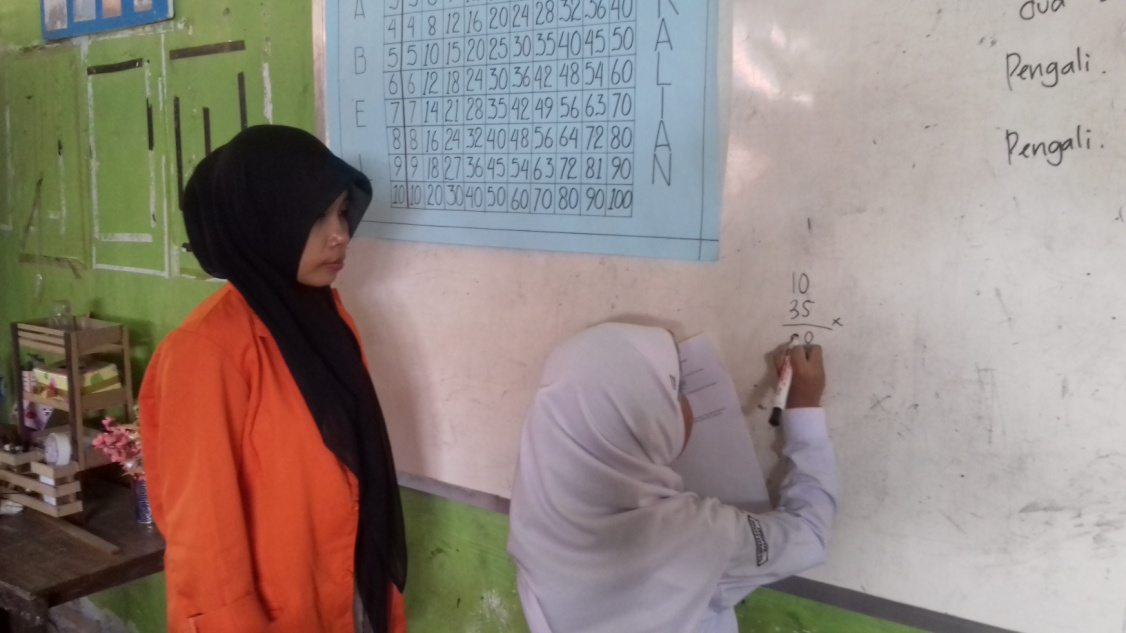 TABEL
4 4 8 12 16 20 24 28 32 36 40
5 5 10 15 20 25 30 35 40 45 50
6 6 12 18 24 30 36 42 48 54 60
7 7 14 21 28 35 42 49 56 63 70
8 8 16 24 32 40 48 56 64 72 80
9 9 18 27 36 45 54 63 72 81 90
10 10 20 30 40 50 60 70 80 90 100
KALIAN
dua
Pengali.
Pengali.
10
35
x
0